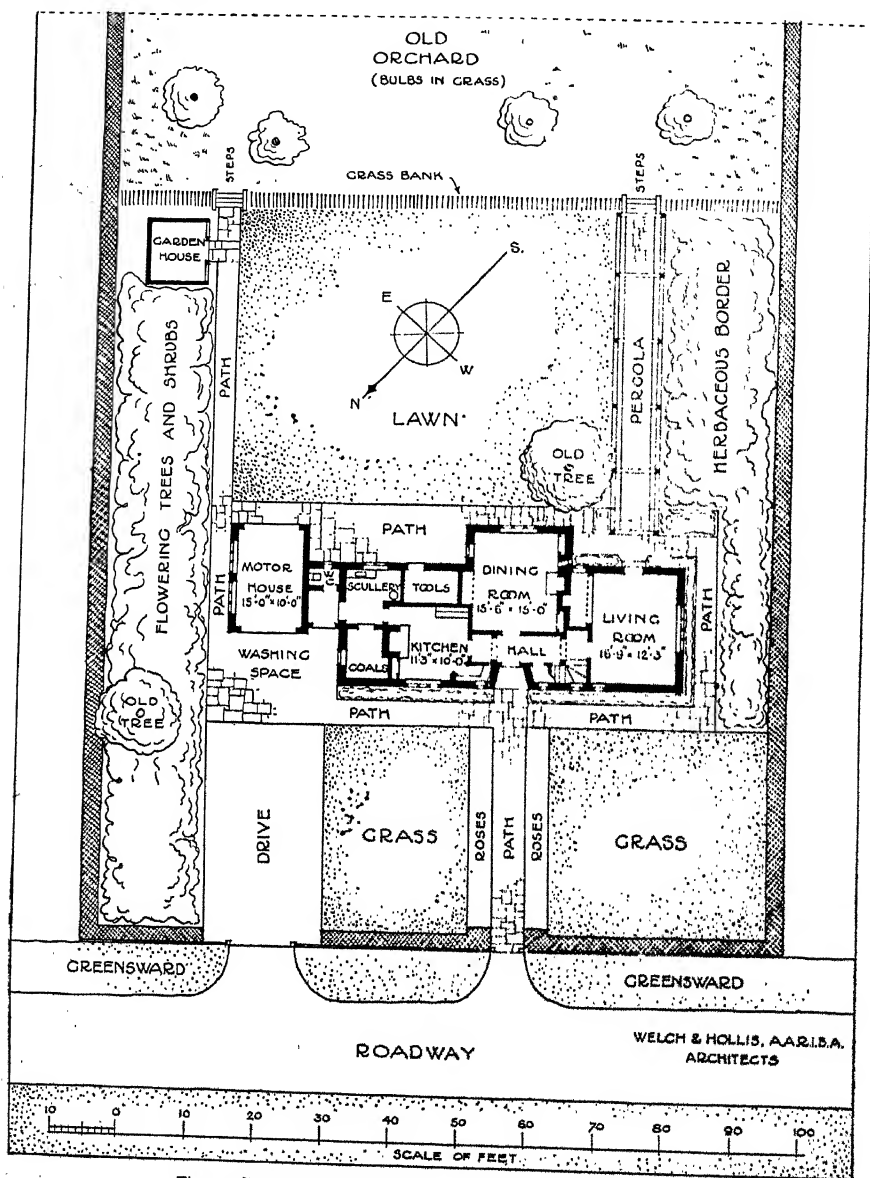 OLD
ORCHARD
(BULBS IN GRASS)
STEPS
GRASS BANK
STEPS
GARDEN
HOUSE
S.
E
W
N
LAWN
PATH
FLOWERING TREES AND SHRUBS
PERGOLA
HERBACEOUS BORDER
OLD
TREE
PATH
MOTOR
HOUSE
15'-0" × 10'-0"
SCULLERY
TOOLS
DINING
ROOM
15'-6" × 15'-0"
LIVING
ROOM
16'-9" × 12'-3"
PATH
PATH
KITCHEN
11'-3" × 10'-0"
HALL
COALS
WASHING
SPACE
OLD
TREE
PATH
PATH
DRIVE
GRASS
ROSES
PATH
ROSES
GRASS
GREENSWARD
GREENSWARD
ROADWAY
WELCH & HOLLIS, A.A.R.I.B.A.
ARCHITECTS
10 0 10 20 30 40 50 60 70 80 90 100
SCALE OF FEET